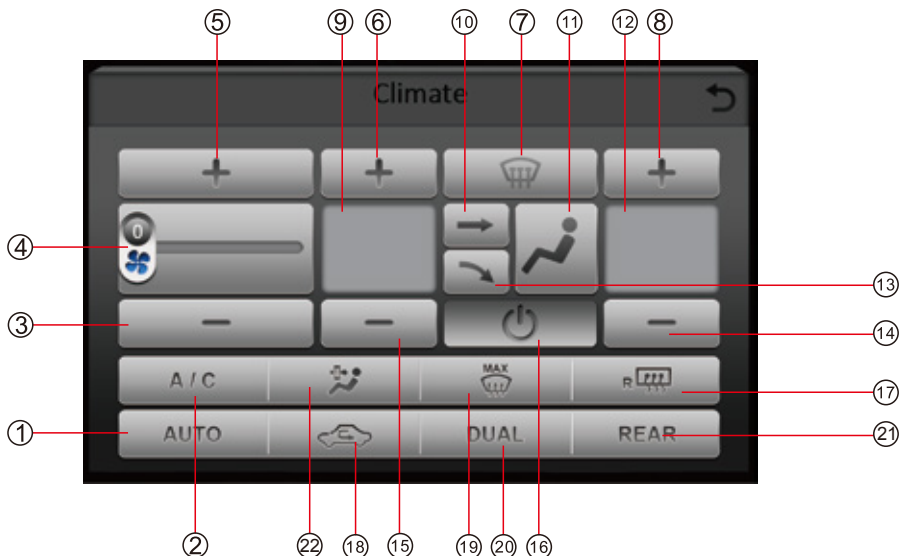 ⑤ ⑨ ⑥ ⑩ ⑦ ⑪ ⑫ ⑧
Climate
+ + +
④ 0
⑬
③ − − − ⑭
A / C MAX R
⑰
① AUTO DUAL REAR ㉑
② ㉒ ⑱ ⑮ ⑲ ⑳ ⑯